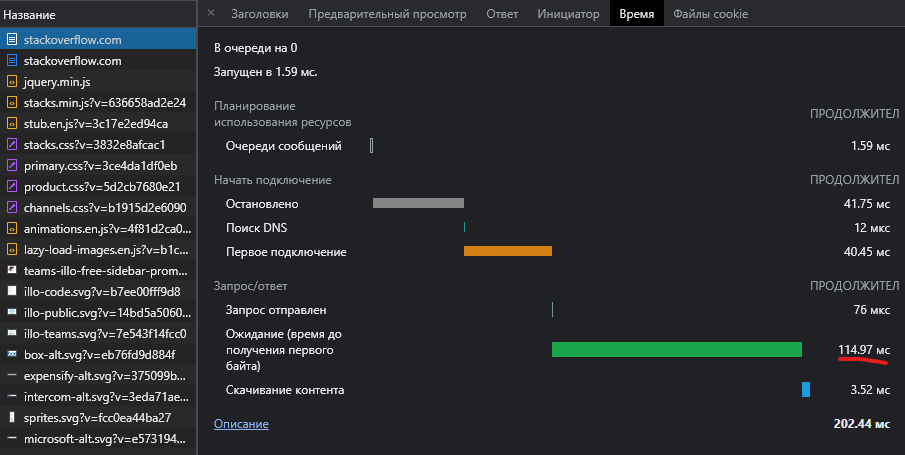 Название
stackoverflow.com
stackoverflow.com
jquery.min.js
stacks.min.js?v=636658ad2e24
stub.en.js?v=3c17e2ed94ca
stacks.css?v=3832e8afcac1
primary.css?v=3ce4da1df0eb
product.css?v=5d2cb7680e21
channels.css?v=b1915d2e6090
animations.en.js?v=4f81d2ca0...
lazy-load-images.en.js?v=b1c...
teams-illo-free-sidebar-prom...
illo-code.svg?v=b7ee00fff9d8
illo-public.svg?v=14bd5a5060...
illo-teams.svg?v=7e543f14fcc0
box-alt.svg?v=eb76fd9d884f
expensify-alt.svg?v=375099b...
intercom-alt.svg?v=3eda71ae...
sprites.svg?v=fcc0ea44ba27
microsoft-alt.svg?v=e573194...
× Заголовки Предварительный просмотр Ответ Инициатор Время Файлы cookie
В очереди на 0
Запущен в 1.59 мс.
Планирование
использования ресурсов ПРОДОЛЖИТЕЛ
Очереди сообщений 1.59 мс
Начать подключение ПРОДОЛЖИТЕЛ
Остановлено 41.75 мс
Поиск DNS 12 мкс
Первое подключение 40.45 мс
Запрос/ответ ПРОДОЛЖИТЕЛ
Запрос отправлен 76 мкс
Ожидание (время до
получения первого 114.97 мс
байта)
Скачивание контента 3.52 мс
Описание 202.44 мс